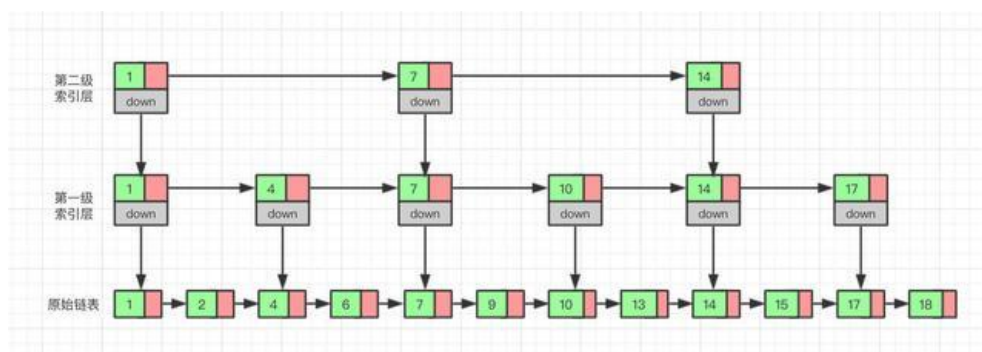 1 7 14
第二级
索引层
down down down
1 4 7 10 14 17
第一级
索引层
down down down down down down
原始链表 1 2 4 6 7 9 10 13 14 15 17 18